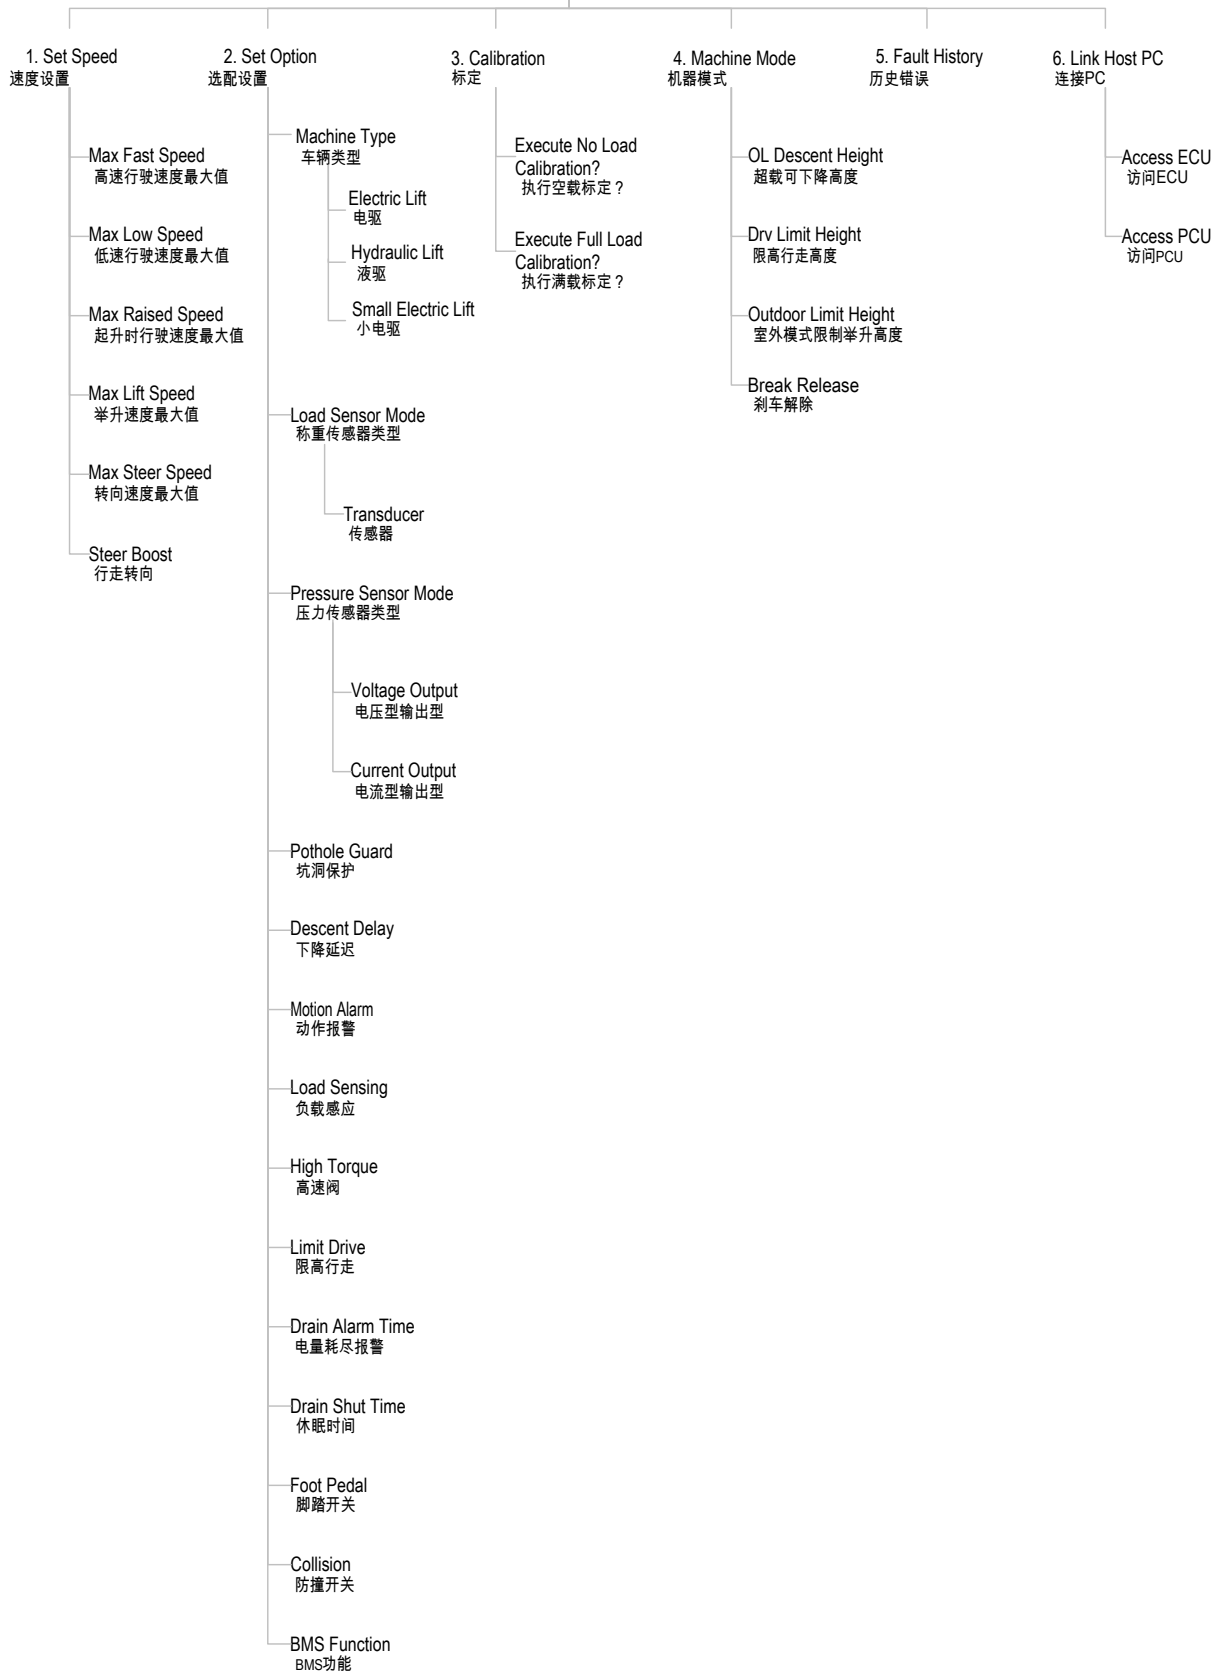 1. Set Speed
速度设置
Max Fast Speed
高速行驶速度最大值
Max Low Speed
低速行驶速度最大值
Max Raised Speed
起升时行驶速度最大值
Max Lift Speed
举升速度最大值
Max Steer Speed
转向速度最大值
Steer Boost
行走转向
2. Set Option
选配设置
Machine Type
车辆类型
Electric Lift
电驱
Hydraulic Lift
液驱
Small Electric Lift
小电驱
Load Sensor Mode
称重传感器类型
Transducer
传感器
Pressure Sensor Mode
压力传感器类型
Voltage Output
电压型输出型
Current Output
电流型输出型
Pothole Guard
坑洞保护
Descent Delay
下降延迟
Motion Alarm
动作报警
Load Sensing
负载感应
High Torque
高速阀
Limit Drive
限高行走
Drain Alarm Time
电量耗尽报警
Drain Shut Time
休眠时间
Foot Pedal
脚踏开关
Collision
防撞开关
BMS Function
BMS功能
3. Calibration
标定
Execute No Load
Calibration?
执行空载标定？
Execute Full Load
Calibration?
执行满载标定？
4. Machine Mode
机器模式
OL Descent Height
超载可下降高度
Drv Limit Height
限高行走高度
Outdoor Limit Height
室外模式限制举升高度
Break Release
刹车解除
5. Fault History
历史错误
6. Link Host PC
连接PC
Access ECU
访问ECU
Access PCU
访问PCU